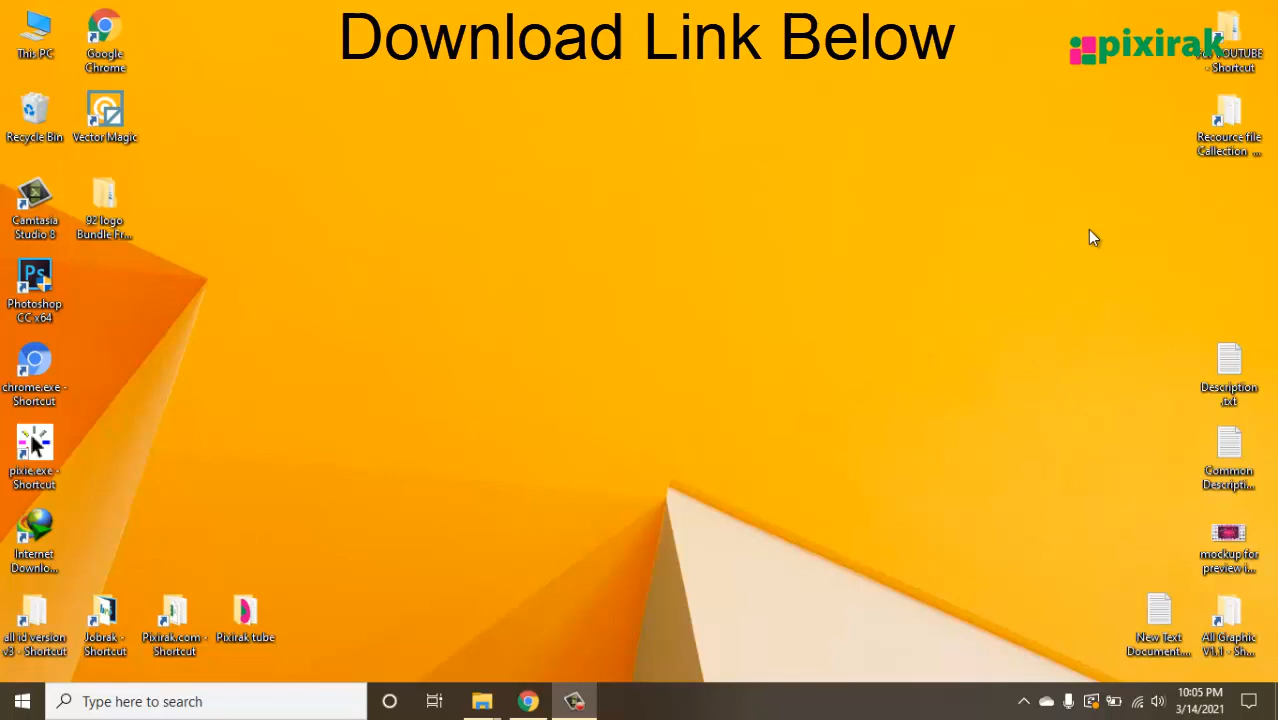 Download Link Below
pixirak
This PC
Google
Chrome
YOUTUBE
- Shortcut
Recycle Bin
Vector Magic
Recource file
Callection ...
Camtasia
Studio 8
92 logo
Bundle Fr...
Ps
Photoshop
CC x64
chrome.exe -
Shortcut
Description
.txt
pixie.exe -
Shortcut
Common
Descripti...
Internet
Downlo...
mockup for
preview i...
all id version
v3 - Shortcut
Jobrak -
Shortcut
Pixirak.com -
Shortcut
Pixirak tube
New Text
Document....
All Graphic
V1.1 - Sh...
Type here to search
10:05 PM
3/14/2021